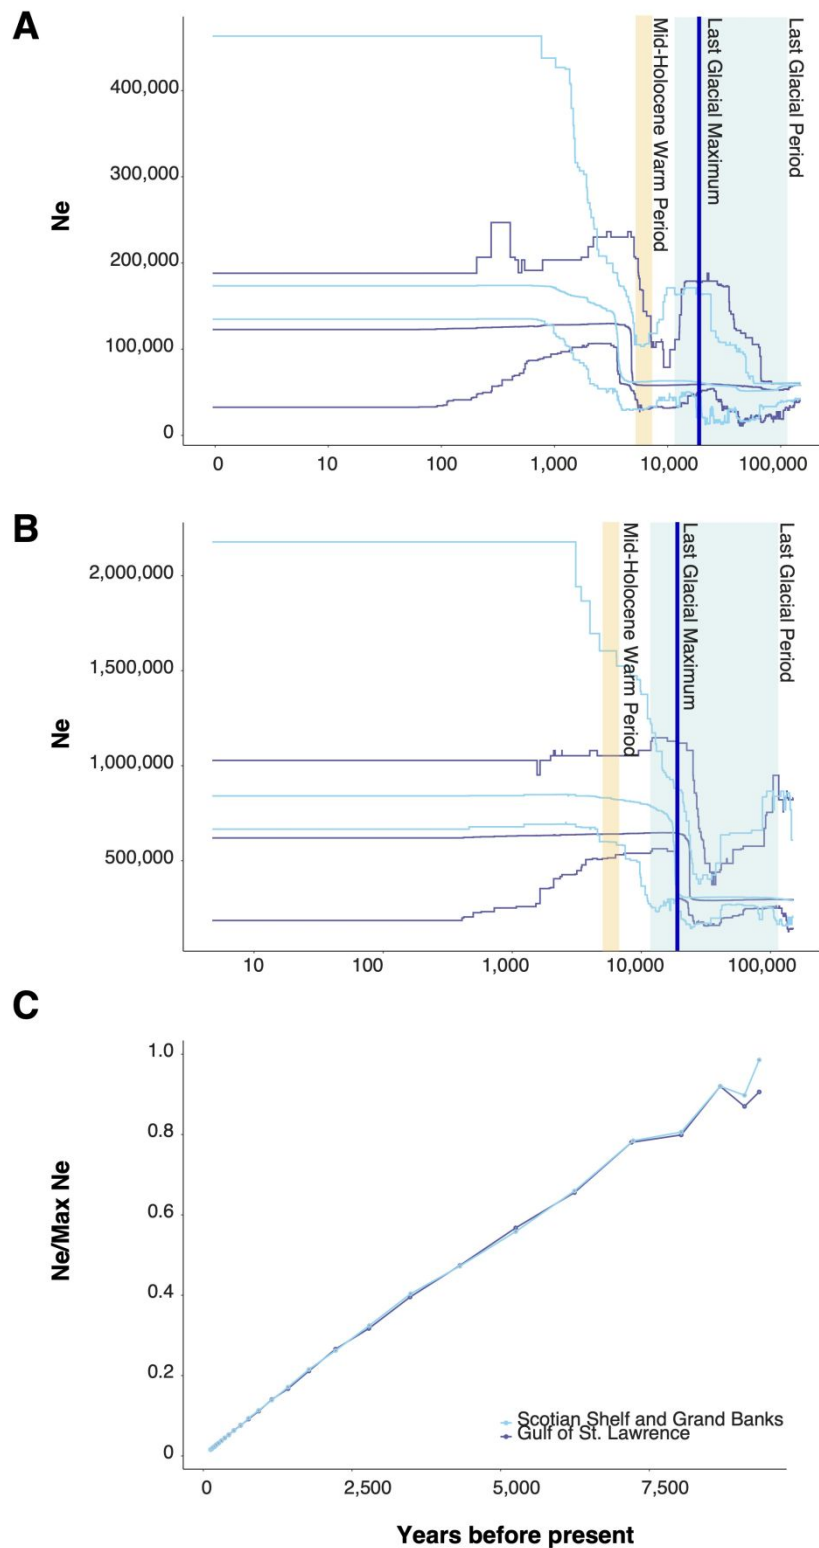 A
400,000
300,000
200,000
100,000
0
Ne
Mid-Holocene Warm Period
Last Glacial Maximum
Last Glacial Period
0
10
100
1,000
10,000
100,000
B
2,000,000
1,500,000
1,000,000
500,000
Ne
Mid-Holocene Warm Period
Last Glacial Maximum
Last Glacial Period
10
100
1,000
10,000
100,000
C
1.0
0.8
0.6
0.4
0.2
0
Ne/Max Ne
Scotian Shelf and Grand Banks
Gulf of St. Lawrence
0
2,500
5,000
7,500
Years before present